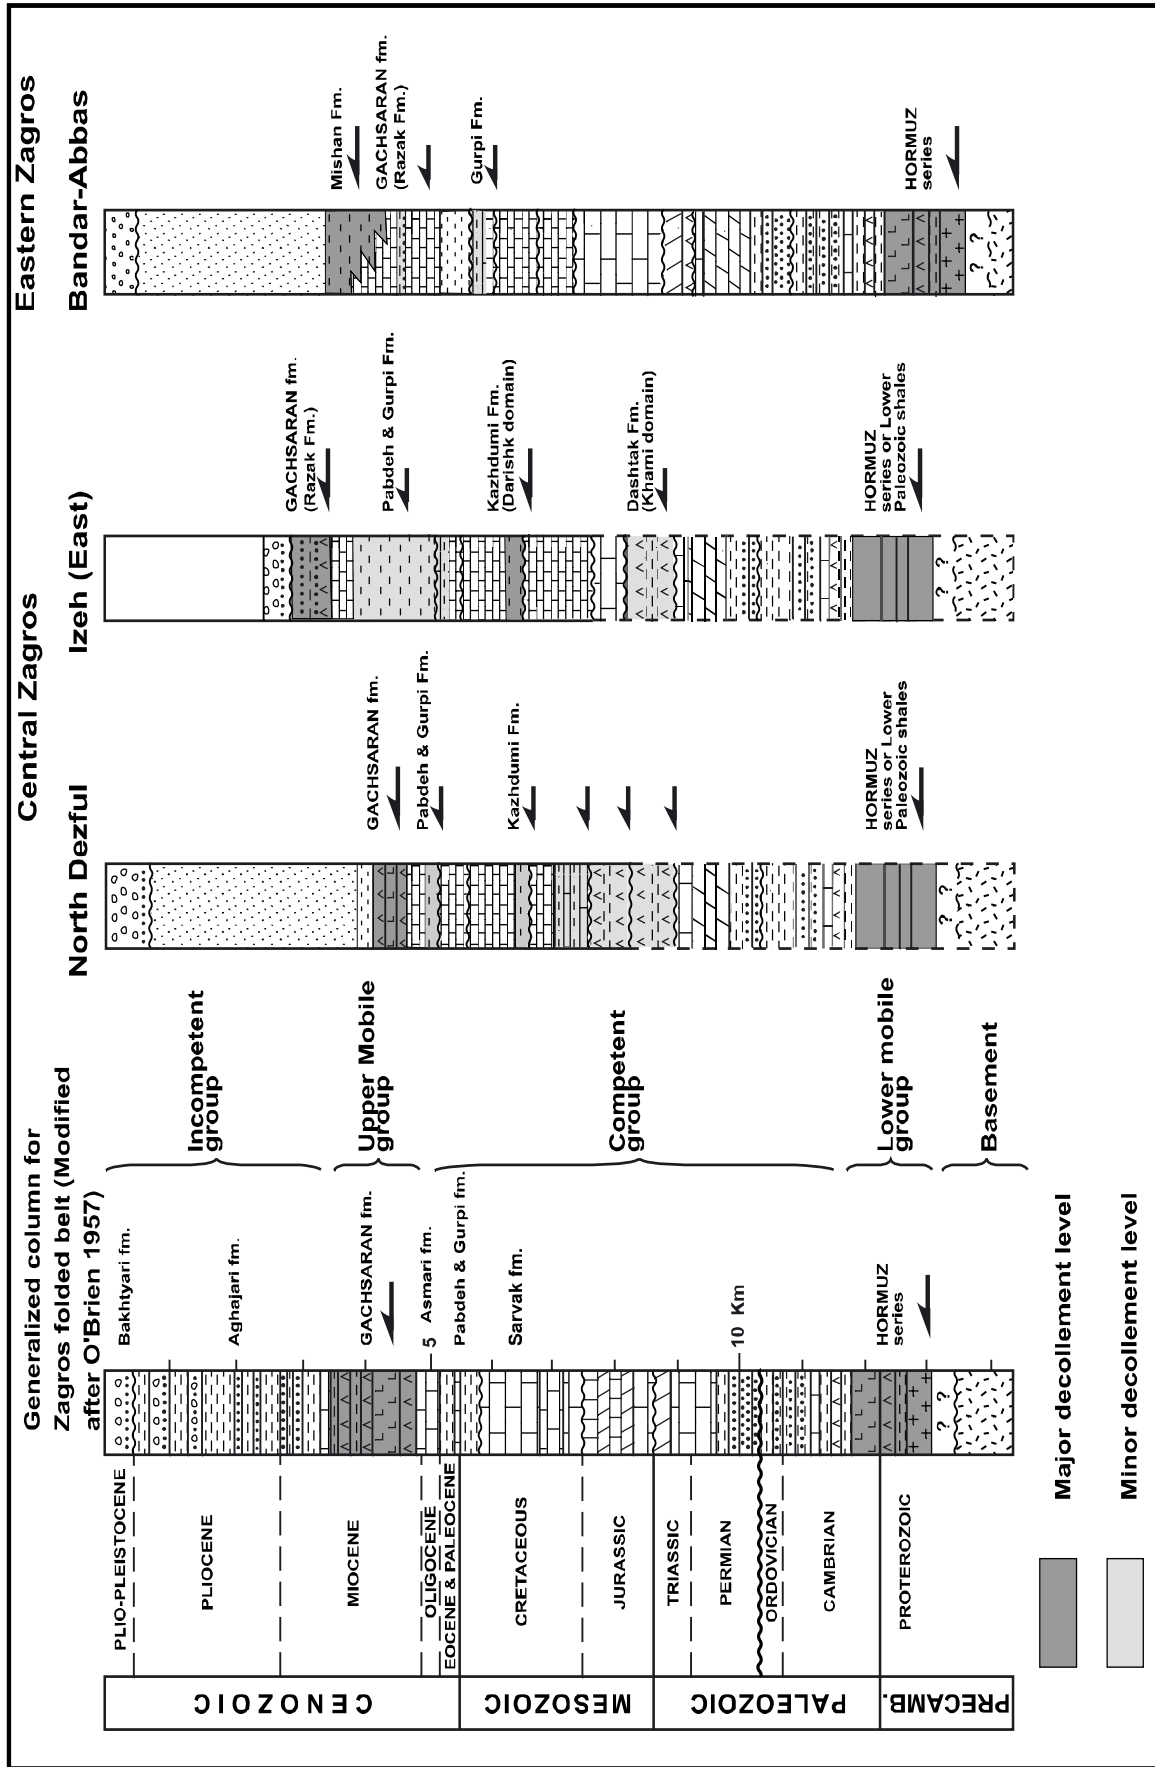 Generalized column for
Zagros folded belt (Modified
after O'Brien 1957)
Central Zagros
Eastern Zagros
North Dezful
Izeh (East)
Bandar-Abbas
CENOZOIC
MESOZOIC
PALEOZOIC
PRECAMB.
PLIO-PLEISTOCENE
PLIOCENE
MIOCENE
OLIGOCENE
EOCENE & PALEOCENE
CRETACEOUS
JURASSIC
TRIASSIC
PERMIAN
ORDOVICIAN
CAMBRIAN
PROTEROZOIC
Bakhtyari fm.
Aghajari fm.
GACHSARAN fm.
5
Asmari fm.
Pabdeh & Gurpi fm.
Sarvak fm.
10 Km
HORMUZ
series
?
?
Incompetent
group
Upper Mobile
group
Competent
group
Lower mobile
group
Basement
GACHSARAN fm.
Pabdeh & Gurpi Fm.
Kazhdumi Fm.
HORMUZ
series or Lower
Paleozoic shales
?
?
GACHSARAN fm.
(Razak Fm.)
Pabdeh & Gurpi Fm.
Kazhdumi Fm.
(Darishk domain)
Dashtak Fm.
(Khami domain)
HORMUZ
series or Lower
Paleozoic shales
?
?
Mishan Fm.
GACHSARAN fm.
(Razak Fm.)
Gurpi Fm.
HORMUZ
series
?
?
Major decollement level
Minor decollement level